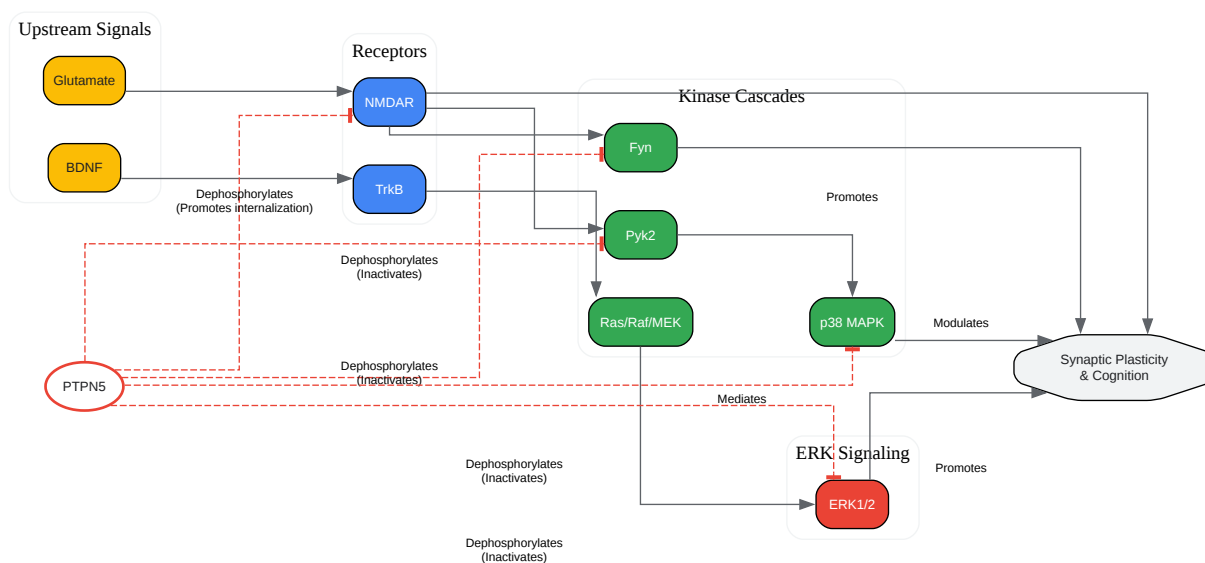 Upstream Signals
Receptors
Glutamate
Kinase Cascades
NMDAR
Fyn
BDNF
TrkB
Dephosphorylates
(Promotes internalization)
Promotes
Pyk2
Dephosphorylates
(Inactivates)
Ras/Raf/MEK
p38 MAPK
Modulates
Synaptic Plasticity
& Cognition
Dephosphorylates
(Inactivates)
PTPN5
Mediates
ERK Signaling
Dephosphorylates
(Inactivates)
Promotes
ERK1/2
Dephosphorylates
(Inactivates)